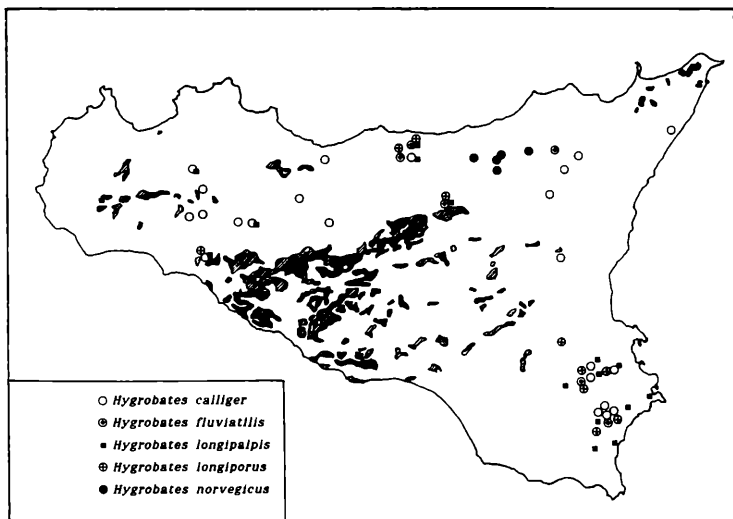 Hygrobates calliger
Hygrobates fluviatilis
Hygrobates longipalpis
Hygrobates longiporus
Hygrobates norvegicus